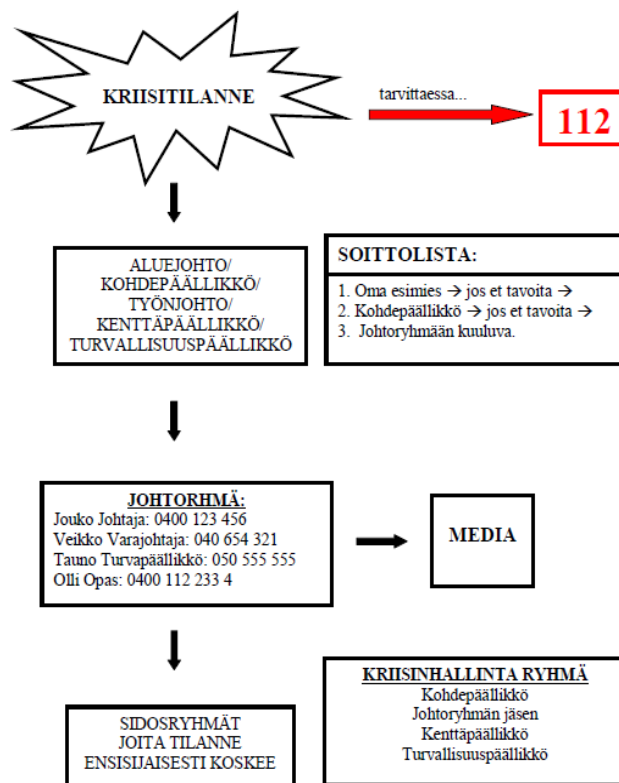 KRIISITILANNE
tarvittaessa...
112
ALUEJOHTO/
KOHDEPÄÄLLIKKÖ/
TYÖNJOHTO/
KENTTÄPÄÄLLIKKÖ/
TURVALLISUUSPÄÄLLIKKÖ
SOITTOLISTA:
1. Oma esimies → jos et tavoita →
2. Kohdepäällikkö → jos et tavoita →
3. Johtoryhmään kuuluva.
JOHTORHMÄ:
Jouko Johtaja: 0400 123 456
Veikko Varajohtaja: 040 654 321
Tauno Turvapäällikkö: 050 555 555
Olli Opas: 0400 112 233 4
MEDIA
SIDOSRYHMÄT
JOITA TILANNE
ENSISIJAISESTI KOSKEE
KRIISINHALLINTA RYHMÄ
Kohdepäällikkö
Johtoryhmän jäsen
Kenttäpäällikkö
Turvallisuuspäällikkö